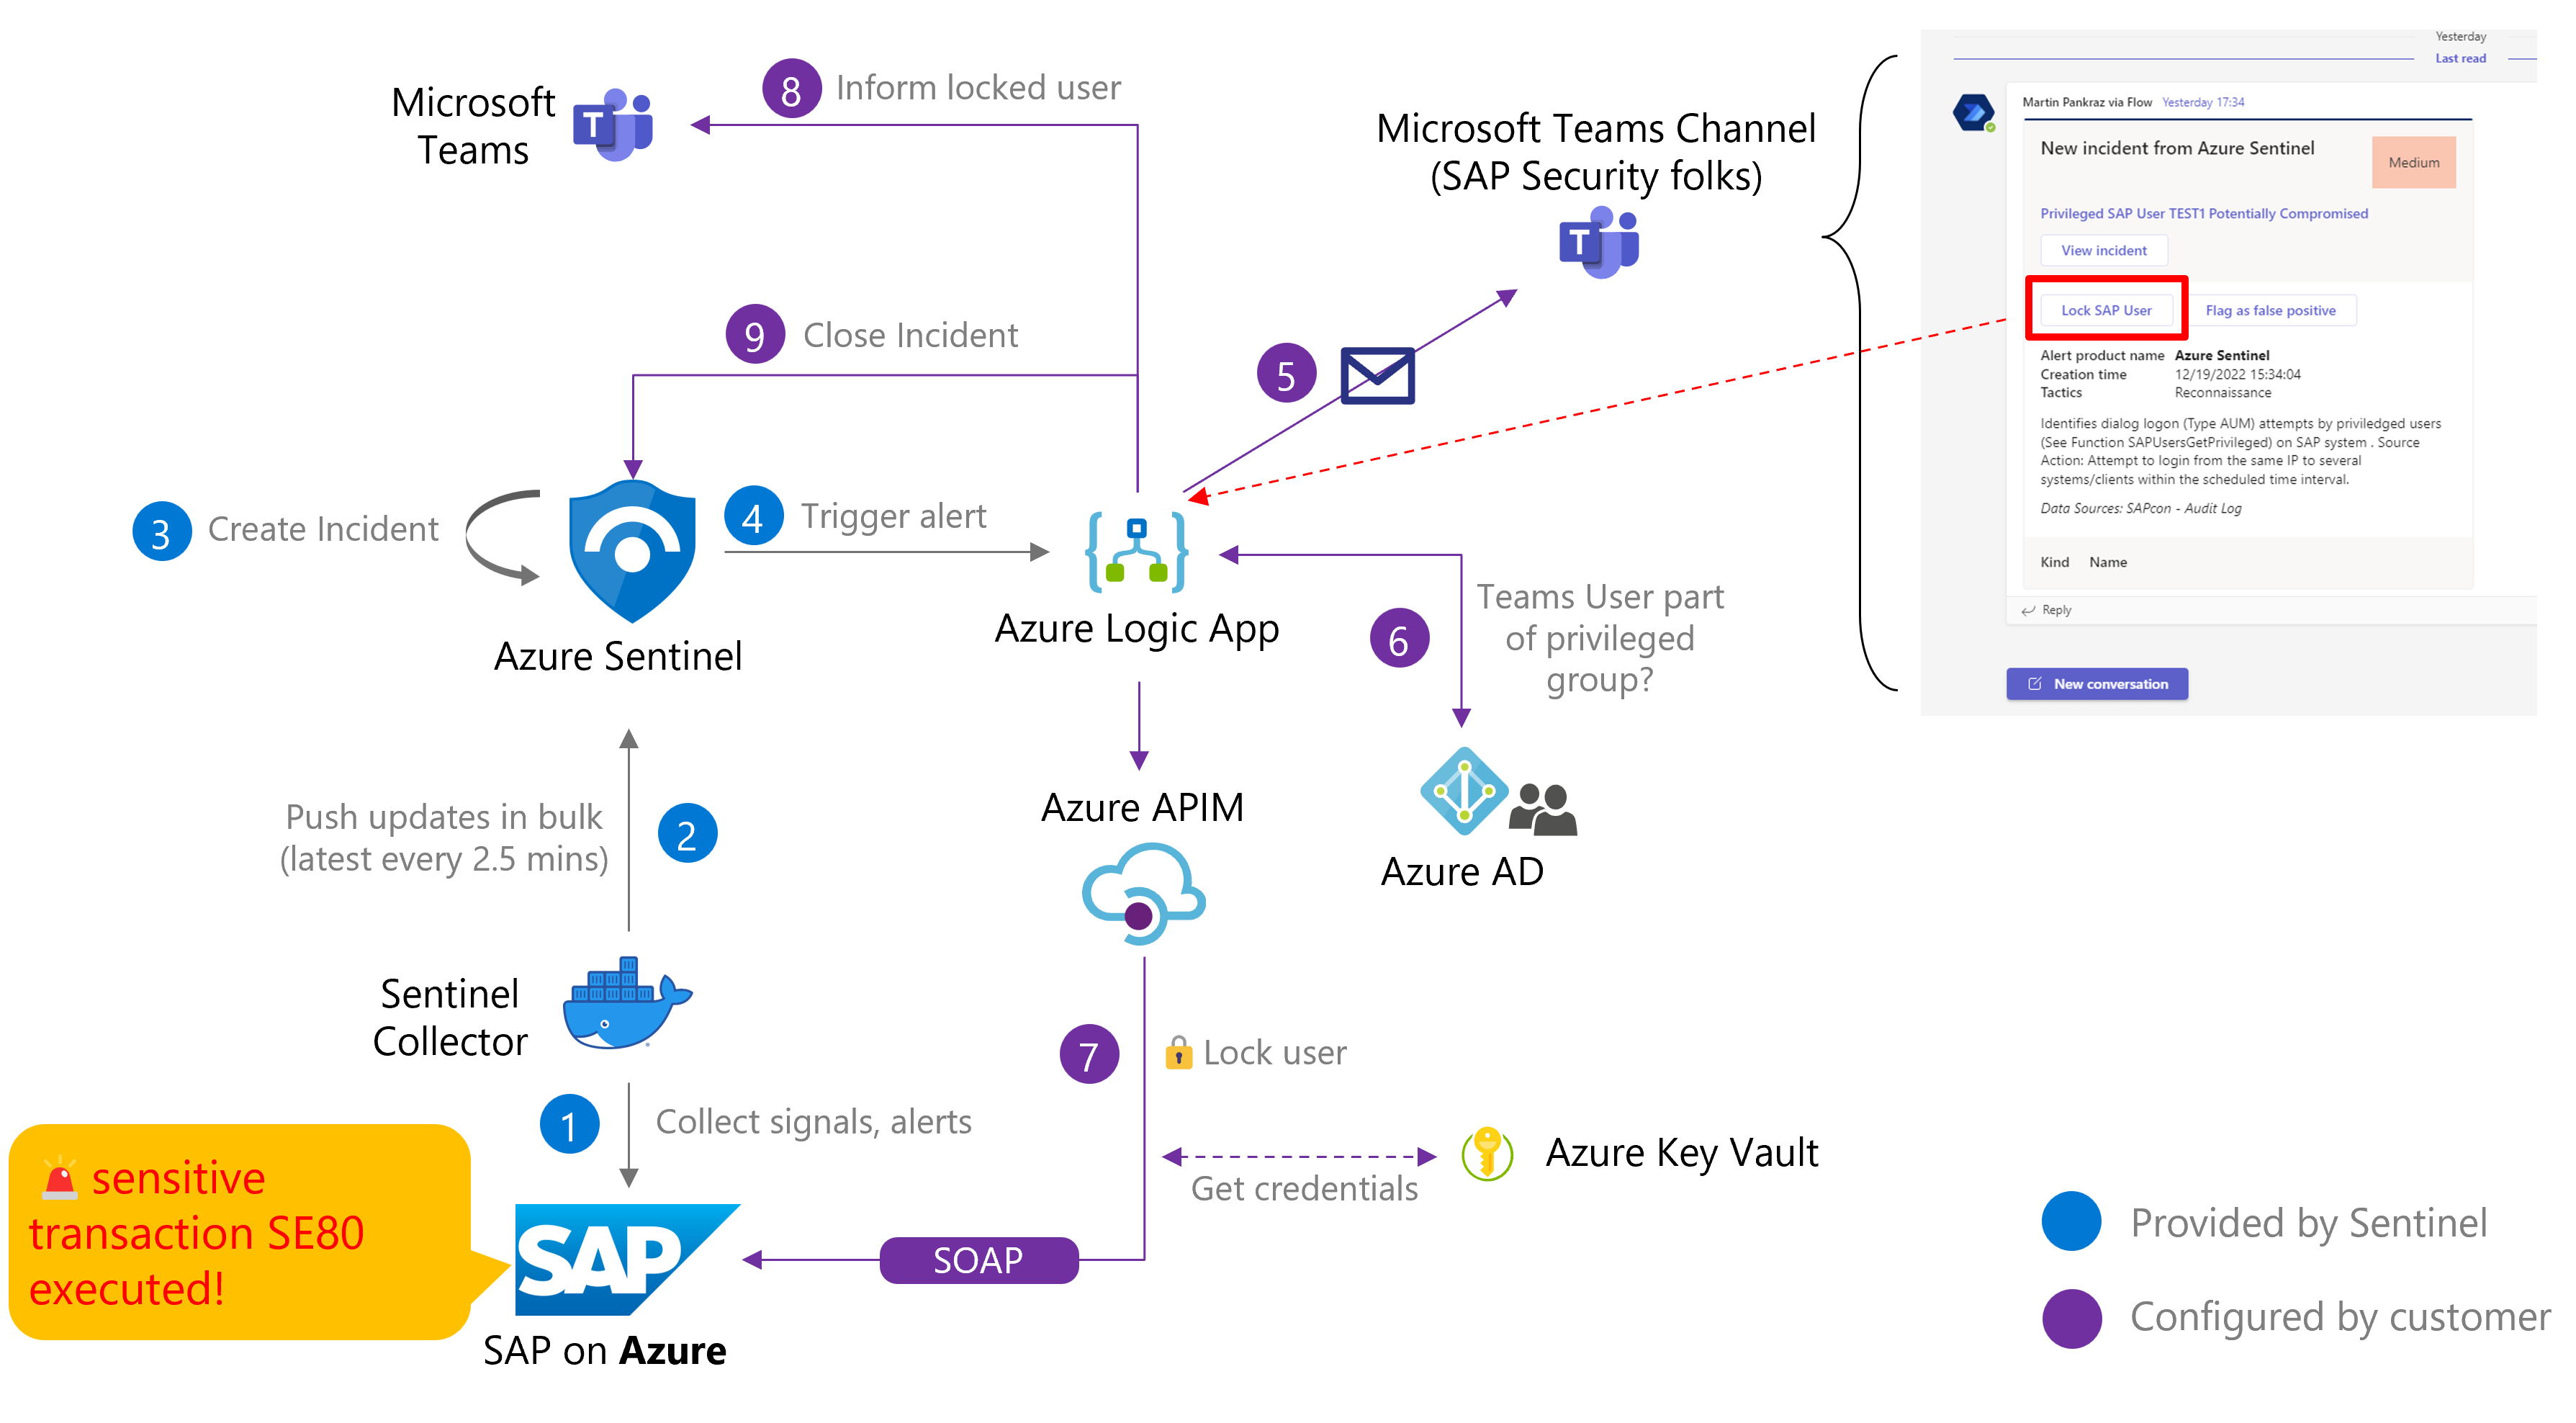 Microsoft
Teams
8
Inform locked user
9
Close Incident
Microsoft Teams Channel
(SAP Security folks)
5
3
Create Incident
4
Trigger alert
Azure Sentinel
Azure Logic App
6
Teams User part
of privileged
group?
Azure AD
Push updates in bulk
(latest every 2.5 mins)
2
Azure APIM
Sentinel
Collector
7
Lock user
1
Collect signals, alerts
Get credentials
Azure Key Vault
sensitive
transaction SE80
executed!
SAP
SOAP
SAP on Azure
Provided by Sentinel
Configured by customer
Yesterday
Last read
Martin Pankraz via Flow Yesterday 17:34
New incident from Azure Sentinel
Medium
Privileged SAP User TEST1 Potentially Compromised
View incident
Lock SAP User
Flag as false positive
Alert product name Azure Sentinel
Creation time 12/19/2022 15:34:04
Tactics Reconnaissance
Identifies dialog logon (Type AUM) attempts by priviledged users
(See Function SAPUsersGetPrivileged) on SAP system . Source
Action: Attempt to login from the same IP to several
systems/clients within the scheduled time interval.
Data Sources: SAPcon - Audit Log
Kind Name
Reply
New conversation
T
T